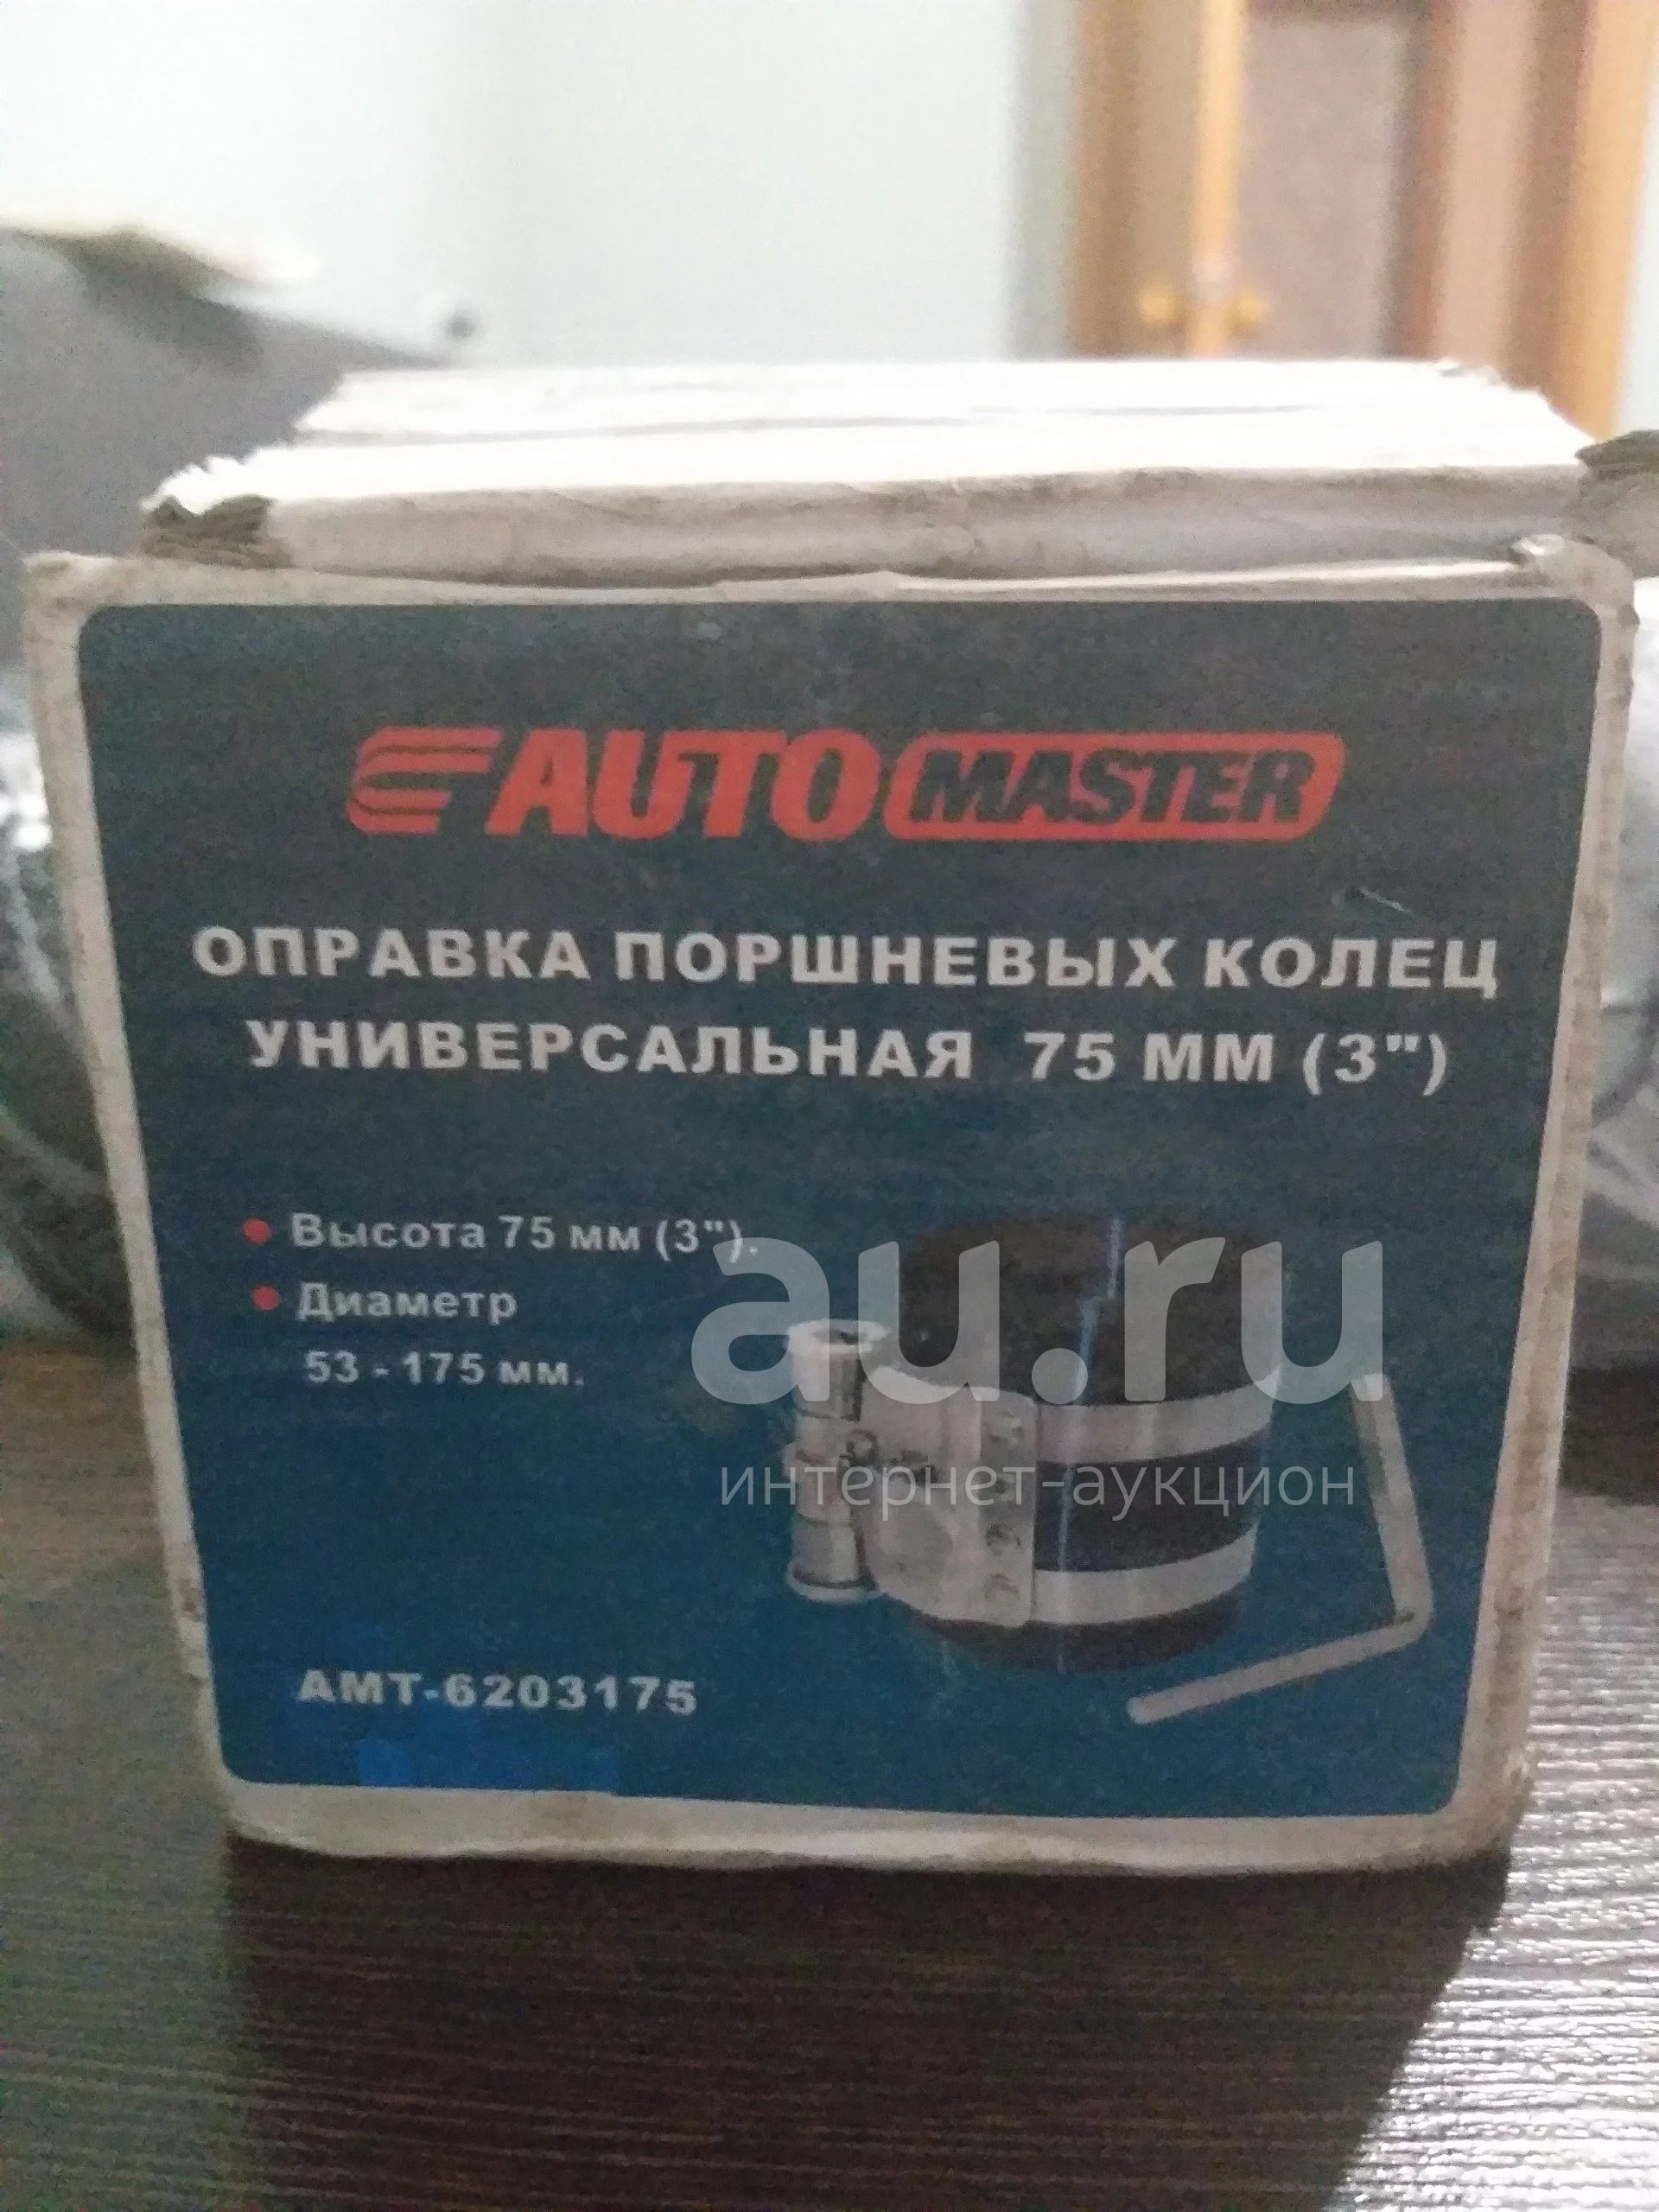 AUTO MASTER
ОПРАВКА ПОРШНЕВЫХ КОЛЕЦ
УНИВЕРСАЛЬНАЯ 75 ММ (3")
Высота 75 мм (3").
Диаметр
53 - 175 мм.
au.ru
интернет-аукцион
АМТ-6203175